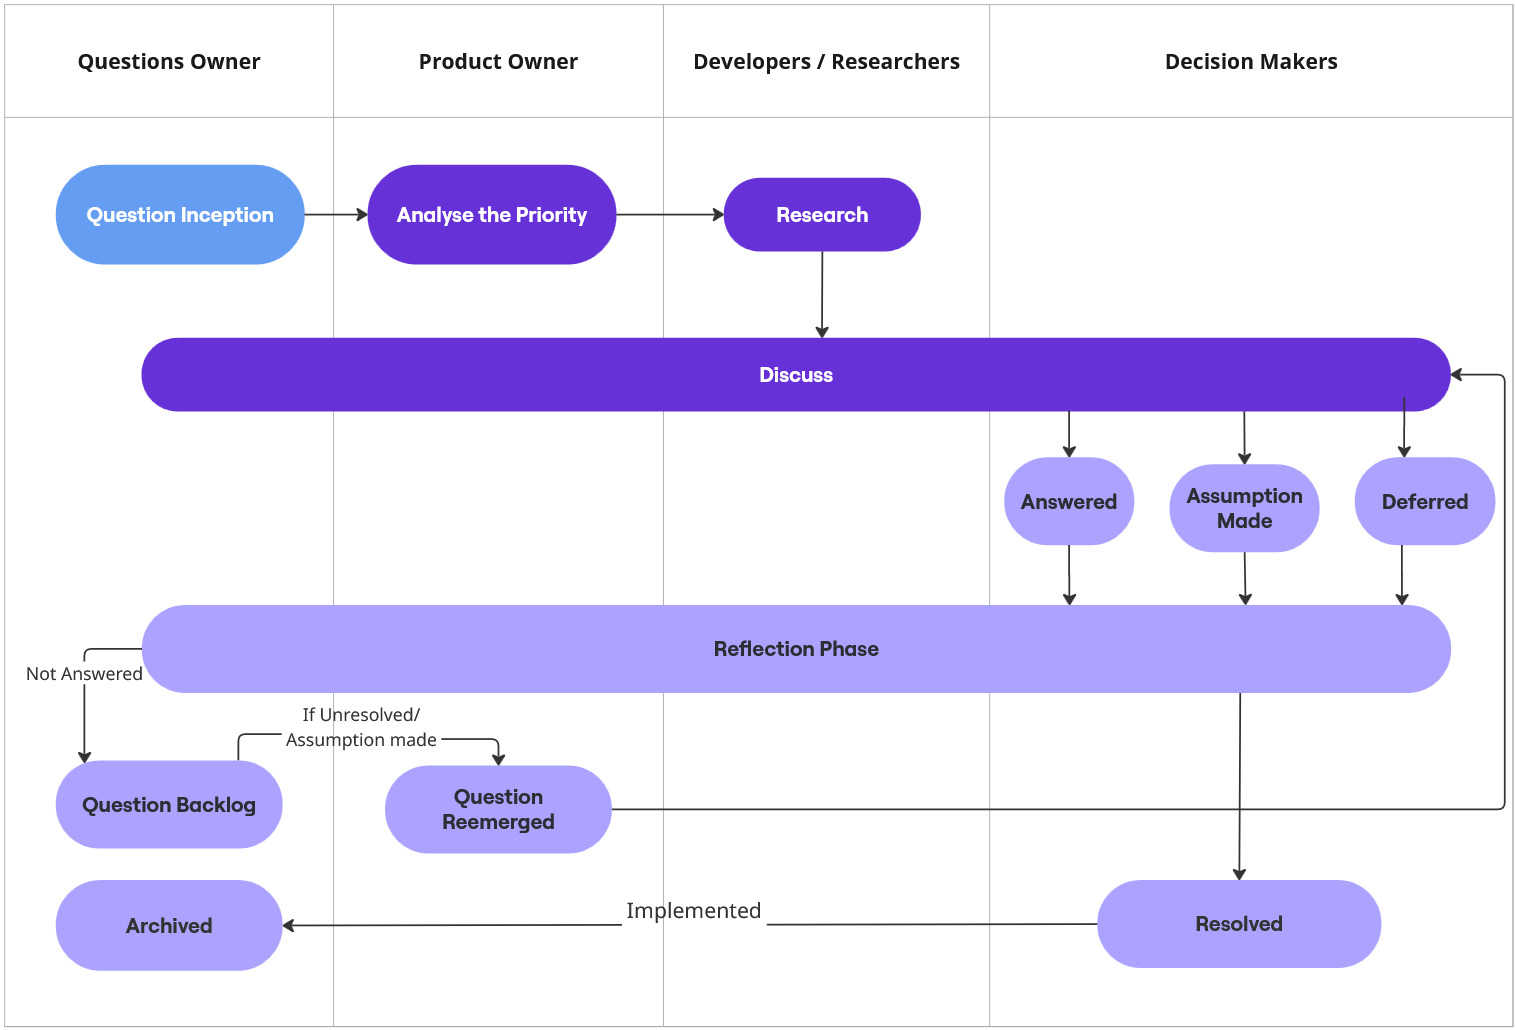 Questions Owner
Product Owner
Developers / Researchers
Decision Makers
Question Inception
Analyse the Priority
Research
Discuss
Answered
Assumption
Made
Deferred
Reflection Phase
Not Answered
If Unresolved/
Assumption made
Question Backlog
Question
Reemerged
Implemented
Archived
Resolved